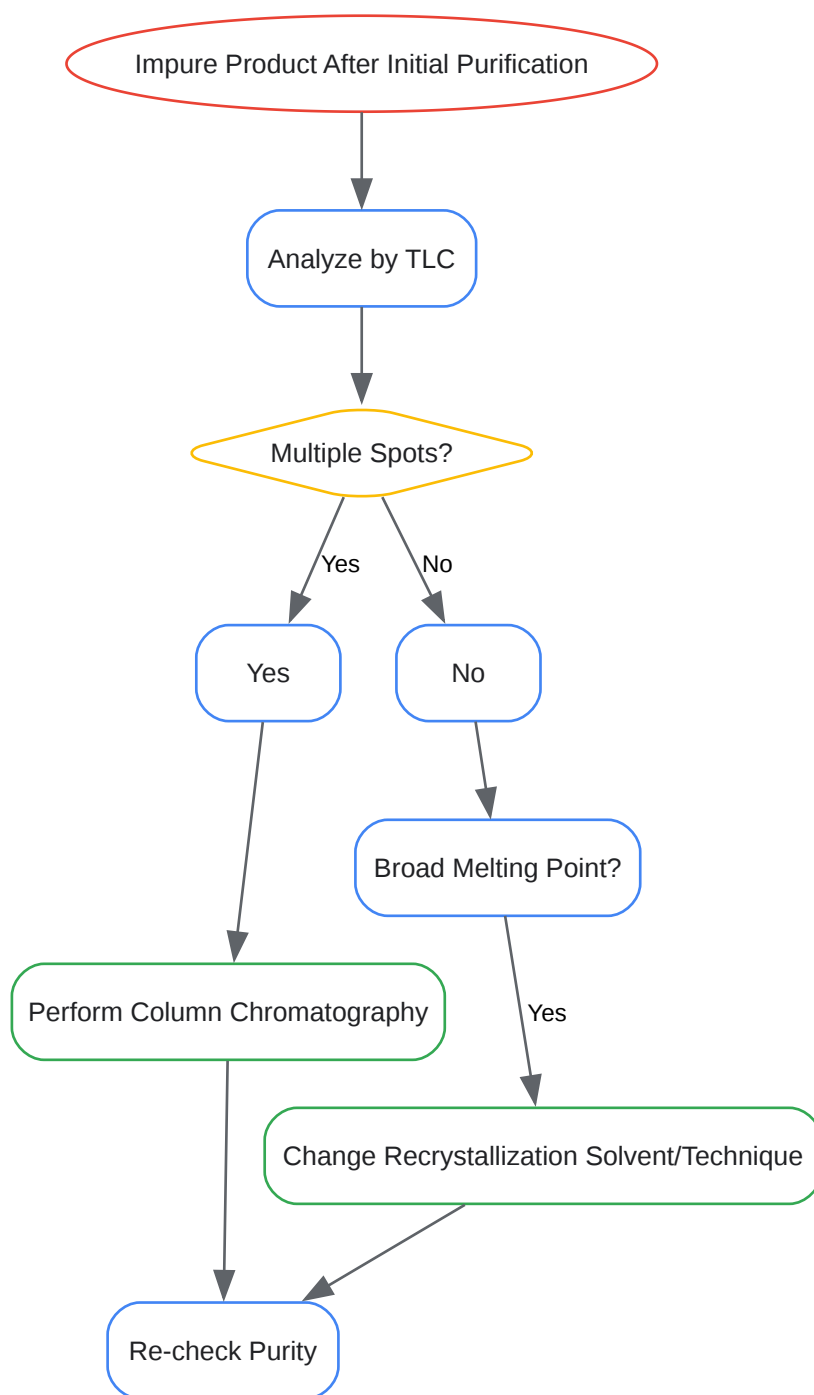 Impure Product After Initial Purification
Analyze by TLC
Multiple Spots?
Yes
No
Yes
No
Broad Melting Point?
Perform Column Chromatography
Yes
Change Recrystallization Solvent/Technique
Re-check Purity